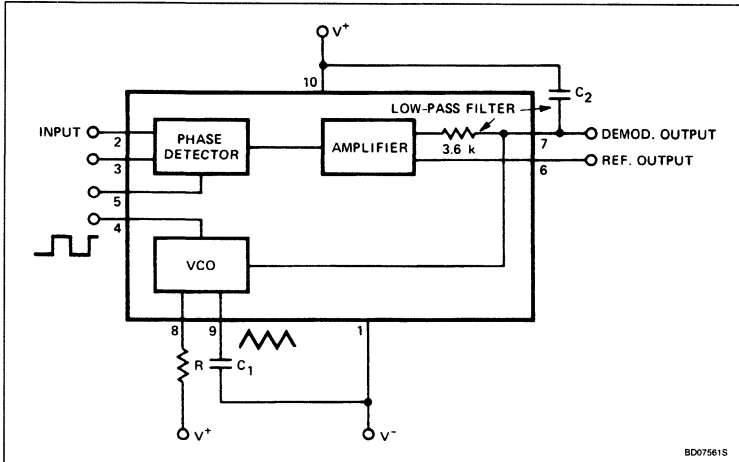 V+
10
C2
LOW-PASS FILTER
INPUT
2
PHASE
DETECTOR
AMPLIFIER
3.6 k
7
DEMOD. OUTPUT
3
6
REF. OUTPUT
5
4
VCO
8
9
1
R
C1
V+
V-
BD07561S